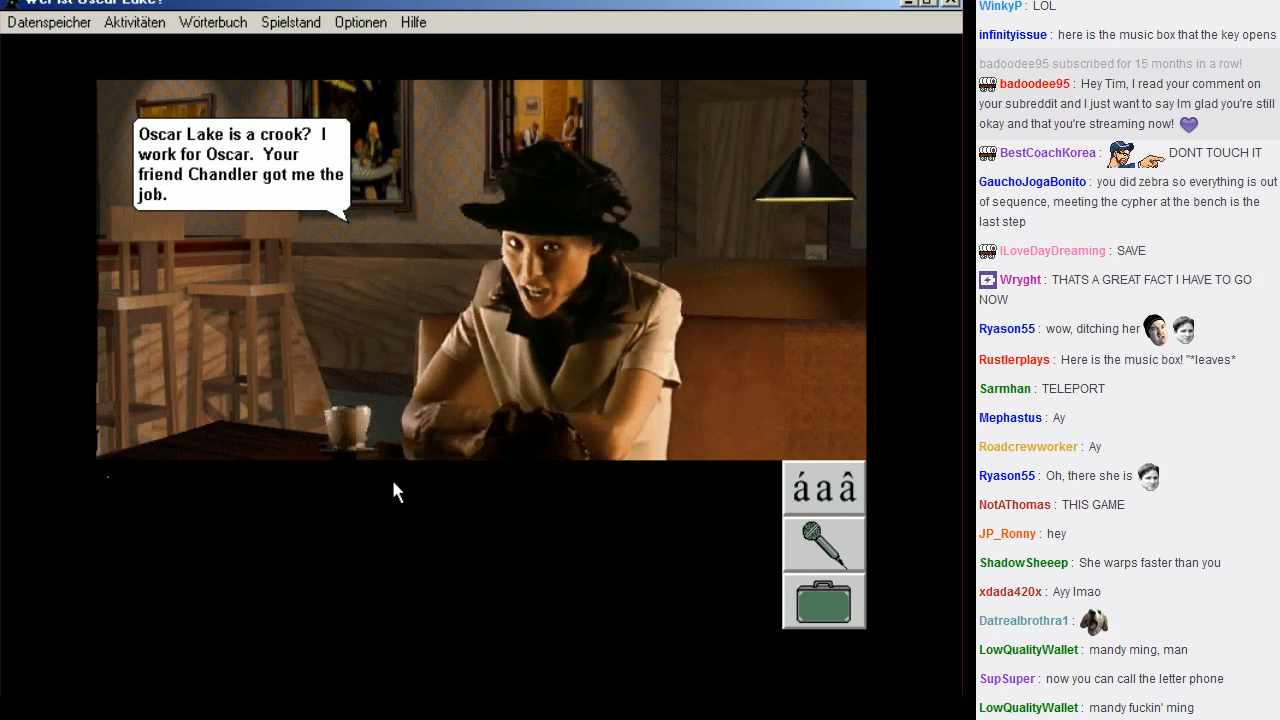 Wer ist Oscar Lake?
Datenspeicher Aktivitäten Wörterbuch Spielstand Optionen Hilfe
Oscar Lake is a crook? I
work for Oscar. Your
friend Chandler got me the
job.
á a â
WinkyP : LOL
infinityissue : here is the music box that the key opens
badoodee95 subscribed for 15 months in a row!
badoodee95 : Hey Tim, I read your comment on
your subreddit and I just want to say Im glad you're still
okay and that you're streaming now!
BestCoachKorea : DONT TOUCH IT
GauchoJogaBonito : you did zebra so everything is out
of sequence, meeting the cypher at the bench is the
last step
ILoveDayDreaming : SAVE
Wryght : THATS A GREAT FACT I HAVE TO GO
NOW
Ryason55 : wow, ditching her
Rustlerplays : Here is the music box! "*leaves*
Sarmhan : TELEPORT
Mephastus : Ay
Roadcrewworker : Ay
Ryason55 : Oh, there she is
NotAThomas : THIS GAME
JP_Ronny : hey
ShadowSheeep : She warps faster than you
xdada420x : Ayy lmao
Datrealbrothra1 :
LowQualityWallet : mandy ming, man
SupSuper : now you can call the letter phone
LowQualityWallet : mandy fuckin' ming